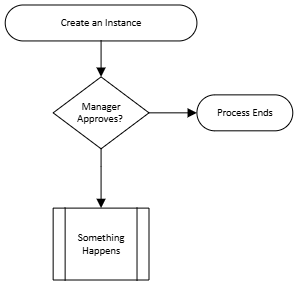 Create an Instance
Manager
Approves?
Process Ends
Something
Happens